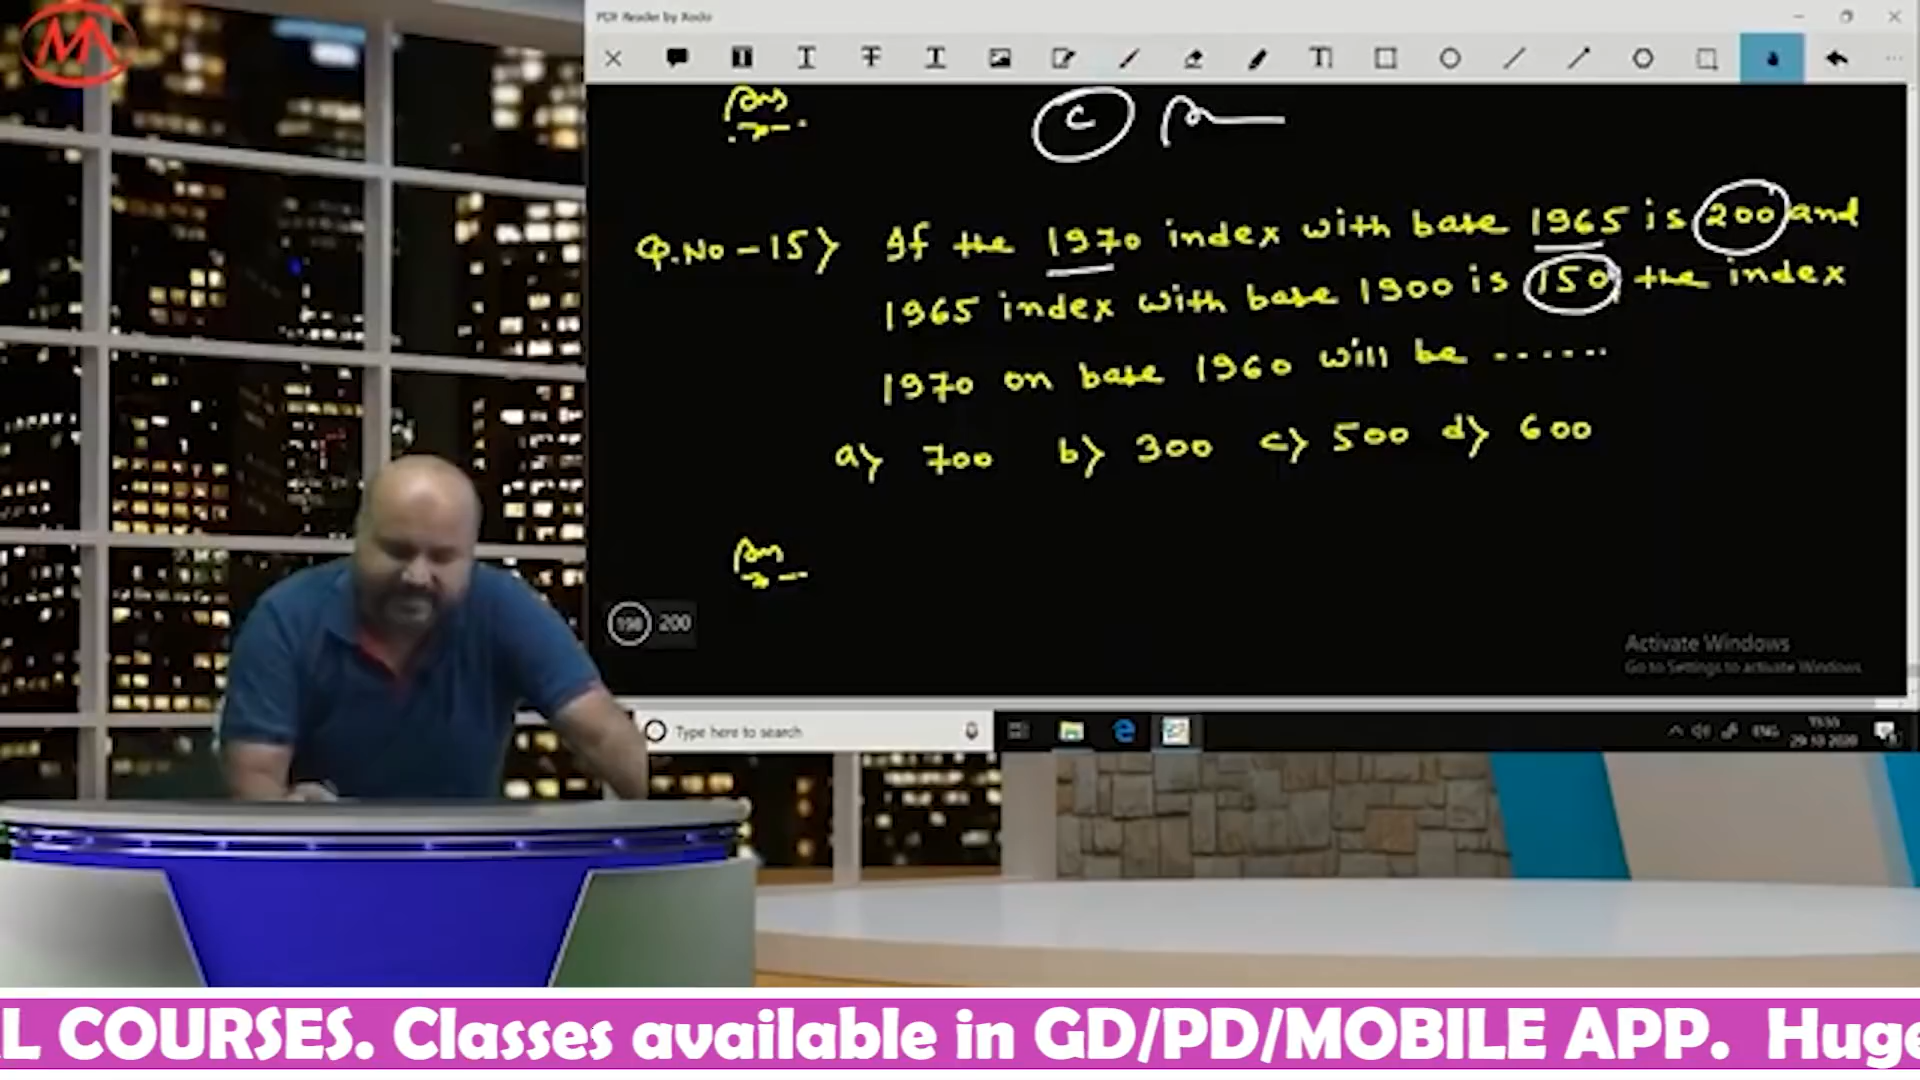 MA
PDF Reader by Xodo
Ans
C
Q.No-15) If the 1970 index with base 1965 is 200 and
1965 index with base 1900 is 150 the index
1970 on base 1960 will be ------
a) 700 b) 300 c) 500 d) 600
Ans
198 200
Activate Windows
Go to Settings to activate Windows
Type here to search
ENG
L COURSES. Classes available in GD/PD/MOBILE APP. Huge